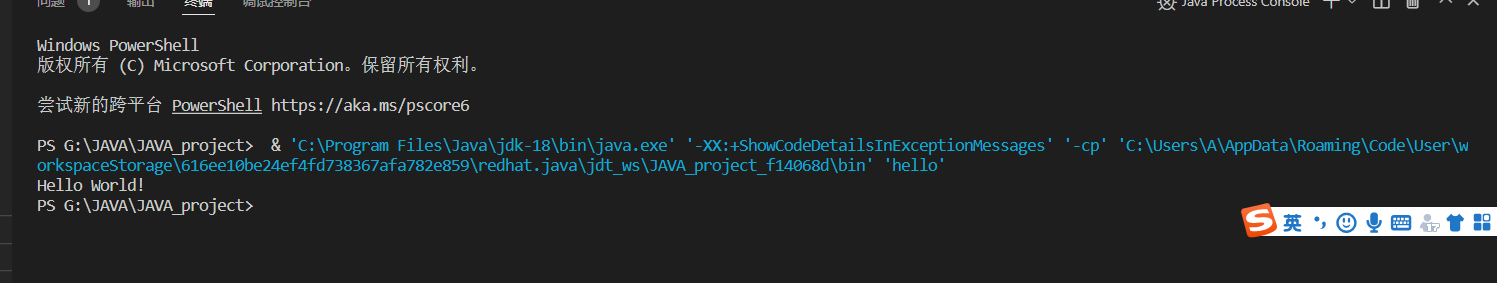 问题 1 输出 终端 调试控制台 Java Process Console
Windows PowerShell
版权所有 (C) Microsoft Corporation。保留所有权利。
尝试新的跨平台 PowerShell https://aka.ms/pscore6
PS G:\JAVA\JAVA_project>  & 'C:\Program Files\Java\jdk-18\bin\java.exe' '-XX:+ShowCodeDetailsInExceptionMessages' '-cp' 'C:\Users\A\AppData\Roaming\Code\User\w
orkspaceStorage\616ee10be24ef4fd738367afa782e859\redhat.java\jdt_ws\JAVA_project_f14068d\bin' 'hello'
Hello World!
PS G:\JAVA\JAVA_project>
S 英